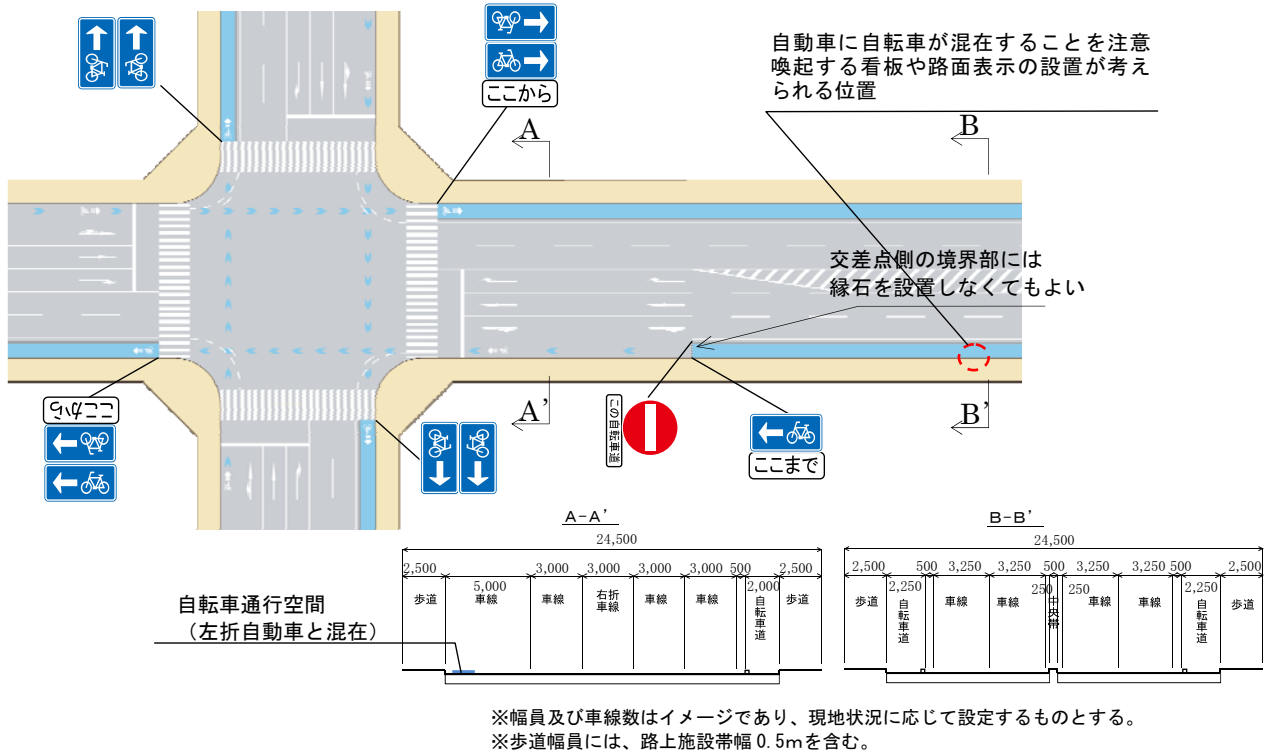 自動車に自転車が混在することを注意
喚起する看板や路面表示の設置が考え
られる位置
ここから
A
B
交差点側の境界部には
縁石を設置しなくてもよい
ここから
A’
この自転車道
ここまで
B’
A-A’
24,500
2,500
5,000
3,000
3,000
3,000
3,000
500
2,000
2,500
歩道
車線
車線
右折
車線
車線
車線
自転車道
歩道
B-B’
24,500
2,500
2,250
500
3,250
3,250
250
500
250
3,250
3,250
500
2,250
2,500
歩道
自転車道
車線
車線
中央帯
車線
車線
自転車道
歩道
自転車通行空間
(左折自動車と混在)
※幅員及び車線数はイメージであり、現地状況に応じて設定するものとする。
※歩道幅員には、路上施設帯幅 0.5mを含む。